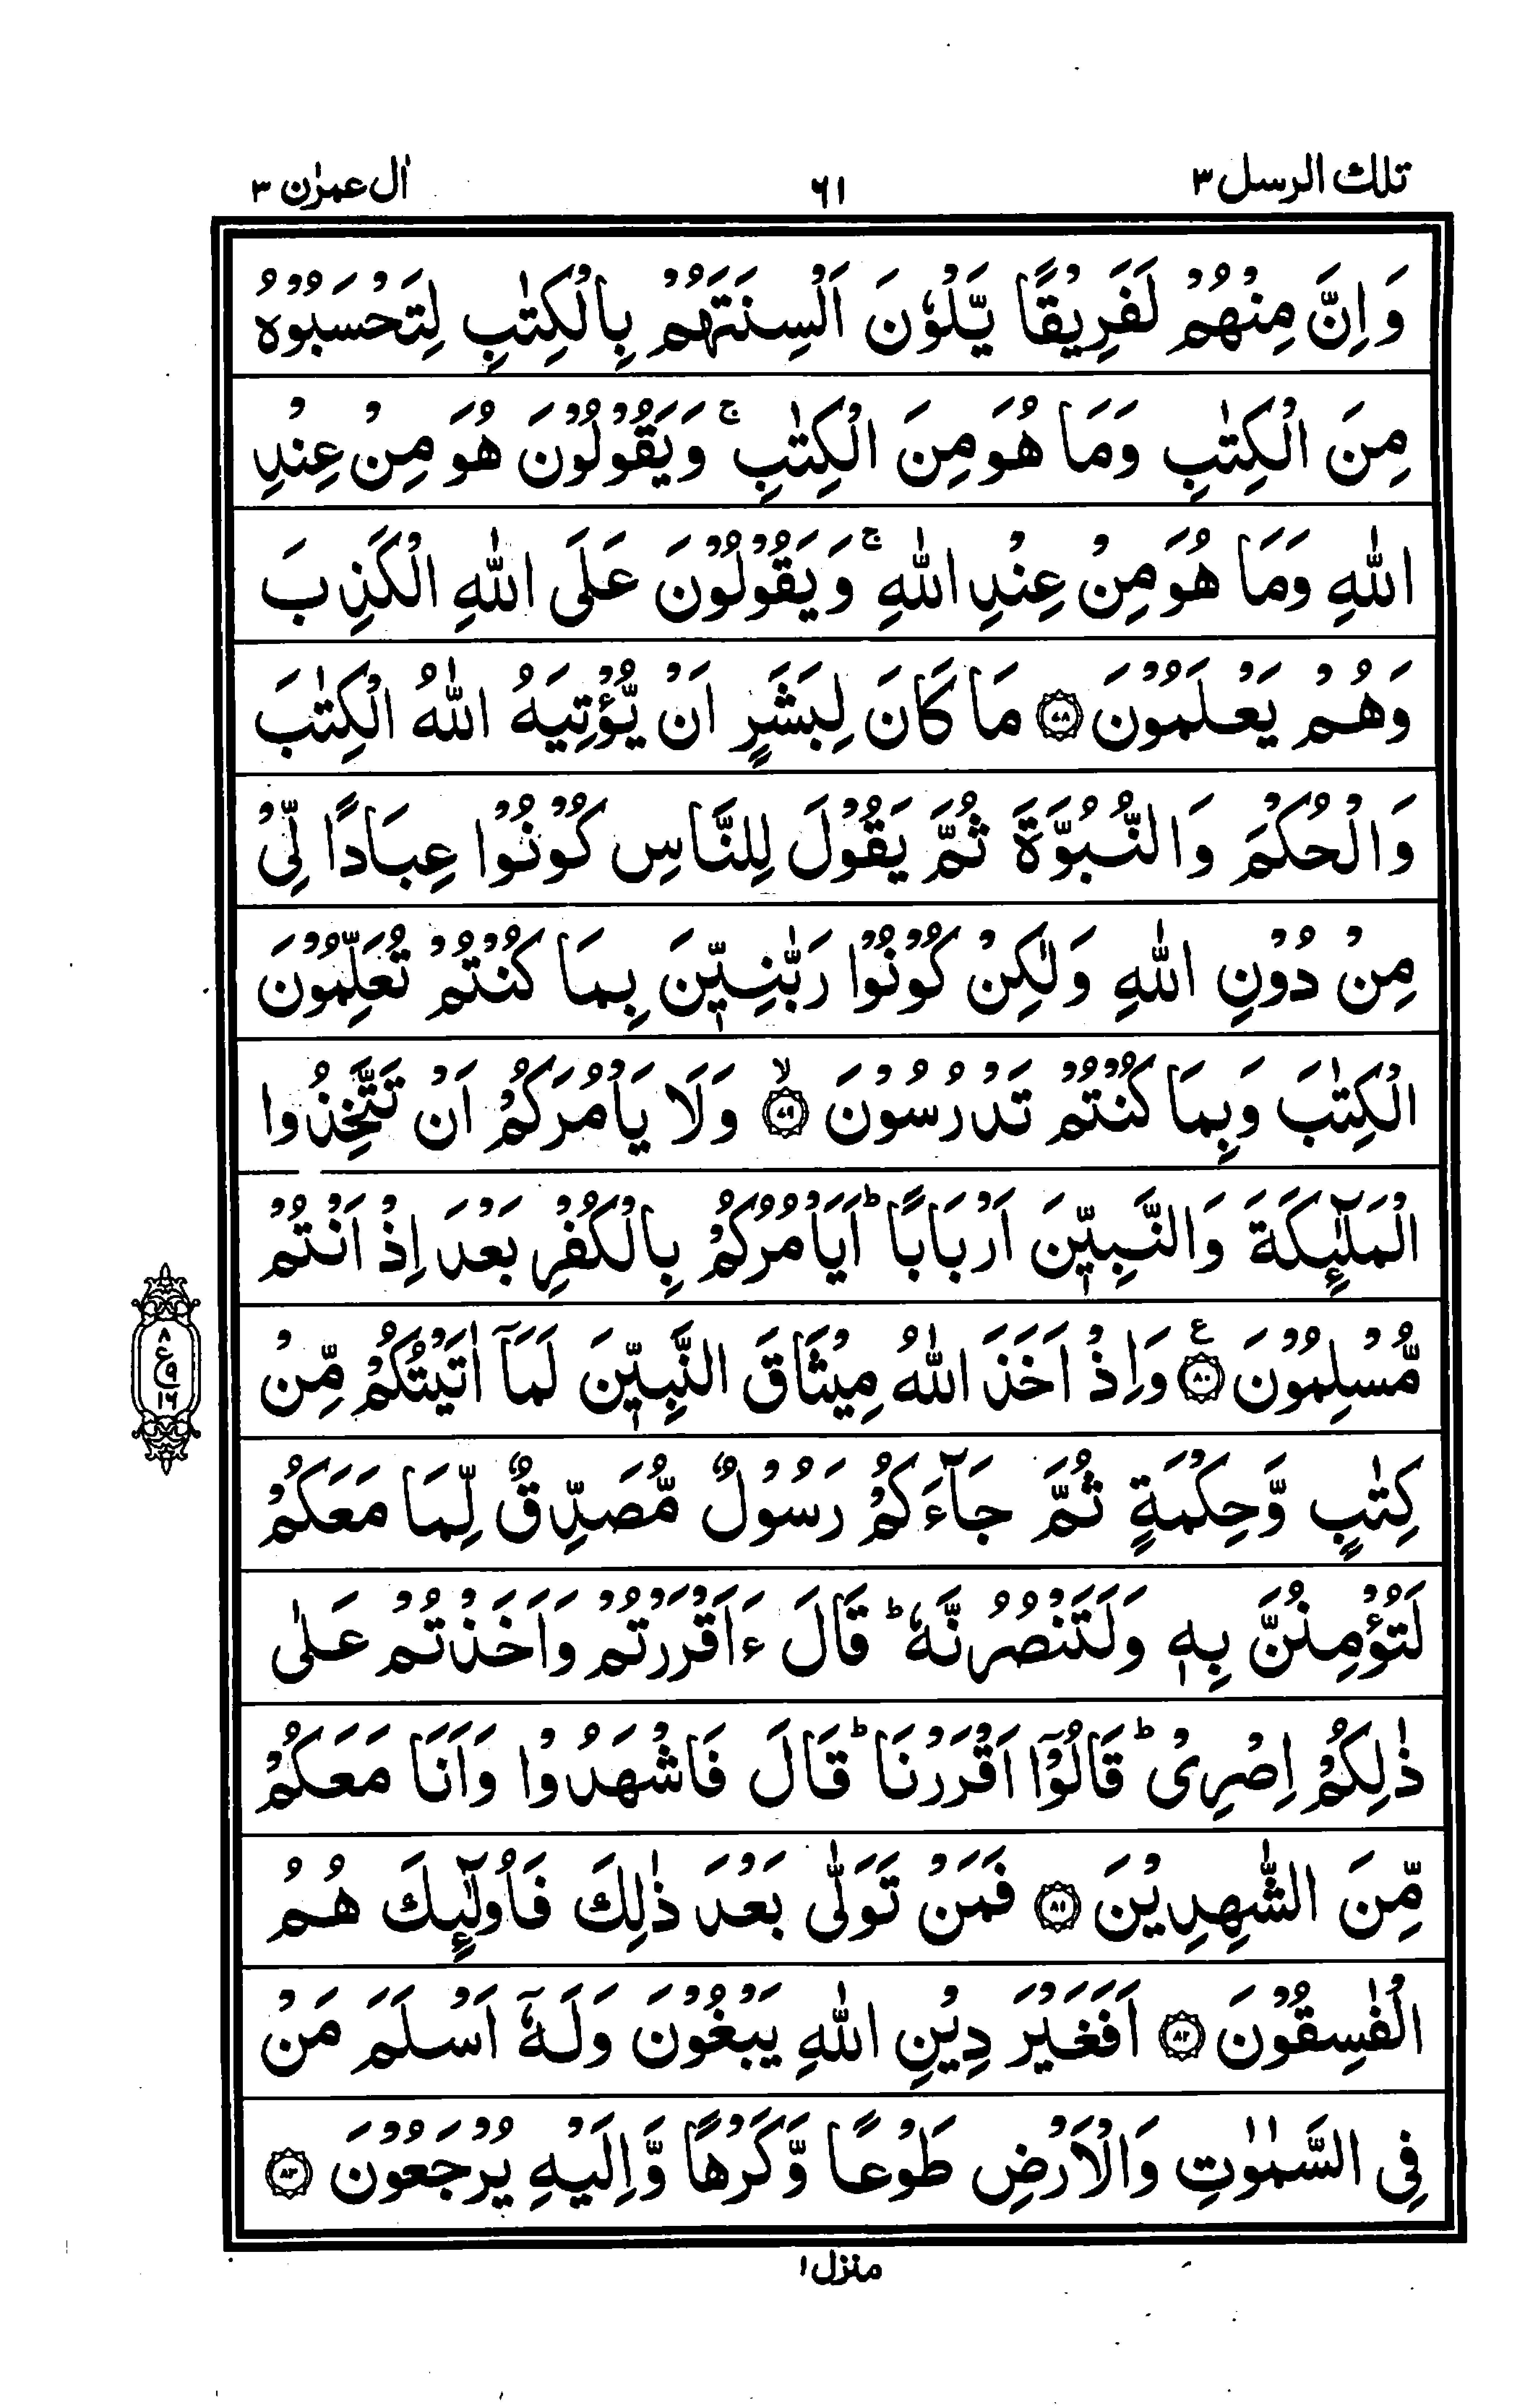 تلك الرسل ٣ ٦١ اٰل عمرٰن ٣
وَ اِنَّ مِنْهُمْ لَفَرِيْقًا يَّلْوٗنَ اَلْسِنَتَهُمْ بِالْكِتٰبِ لِتَحْسَبُوْهُ
مِنَ الْكِتٰبِ وَمَا هُوَ مِنَ الْكِتٰبِ ۚ وَيَقُوْلُوْنَ هُوَ مِنْ عِنْدِ
اللّٰهِ وَمَا هُوَ مِنْ عِنْدِ اللّٰهِ ۚ وَيَقُوْلُوْنَ عَلَى اللّٰهِ الْكَذِبَ
وَهُمْ يَعْلَمُوْنَ ۝٧٨ مَا كَانَ لِبَشَرٍ اَنْ يُّؤْتِيَهُ اللّٰهُ الْكِتٰبَ
وَالْحُكْمَ وَالنُّبُوَّةَ ثُمَّ يَقُوْلَ لِلنَّاسِ كُوْنُوْا عِبَادًا لِّيْ
مِنْ دُوْنِ اللّٰهِ وَلٰكِنْ كُوْنُوْا رَبّٰنِيّٖنَ بِمَا كُنْتُمْ تُعَلِّمُوْنَ
الْكِتٰبَ وَبِمَا كُنْتُمْ تَدْرُسُوْنَ ۝٧٩ ۙ وَلَا يَاْمُرَكُمْ اَنْ تَتَّخِذُوا
الْمَلٰٓئِكَةَ وَالنَّبِيّٖنَ اَرْبَابًا ؕ اَيَاْمُرُكُمْ بِالْكُفْرِ بَعْدَ اِذْ اَنْتُمْ
مُّسْلِمُوْنَ ۝٨٠ ع وَاِذْ اَخَذَ اللّٰهُ مِيْثَاقَ النَّبِيّٖنَ لَمَاۤ اٰتَيْتُكُمْ مِّنْ
٨ ع ٩ ١٦
كِتٰبٍ وَّحِكْمَةٍ ثُمَّ جَآءَكُمْ رَسُوْلٌ مُّصَدِّقٌ لِّمَا مَعَكُمْ
لَتُؤْمِنُنَّ بِهٖ وَلَتَنْصُرُنَّهٗ ؕ قَالَ ءَاَقْرَرْتُمْ وَاَخَذْتُمْ عَلٰى
ذٰلِكُمْ اِصْرِيْ ؕ قَالُوْۤا اَقْرَرْنَا ؕ قَالَ فَاشْهَدُوْا وَاَنَا مَعَكُمْ
مِّنَ الشّٰهِدِيْنَ ۝٨١ فَمَنْ تَوَلّٰى بَعْدَ ذٰلِكَ فَاُولٰٓئِكَ هُمُ
الْفٰسِقُوْنَ ۝٨٢ اَفَغَيْرَ دِيْنِ اللّٰهِ يَبْغُوْنَ وَلَهٗۤ اَسْلَمَ مَنْ
فِى السَّمٰوٰتِ وَالْاَرْضِ طَوْعًا وَّكَرْهًا وَّاِلَيْهِ يُرْجَعُوْنَ ۝٨٣
منزل ١